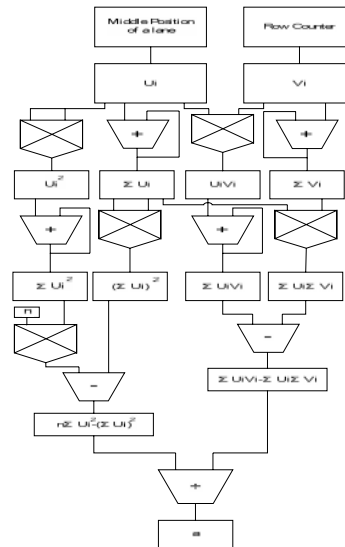 Middle Position of a lane
Row Counter
Ui
Vi
+
+
Ui²
Σ Ui
UiVi
Σ Vi
+
+
Σ Ui²
(Σ Ui)²
Σ UiVi
Σ UiΣ Vi
n
-
-
Σ UiVi-Σ UiΣ Vi
nΣ Ui²-(Σ Ui)²
÷
a